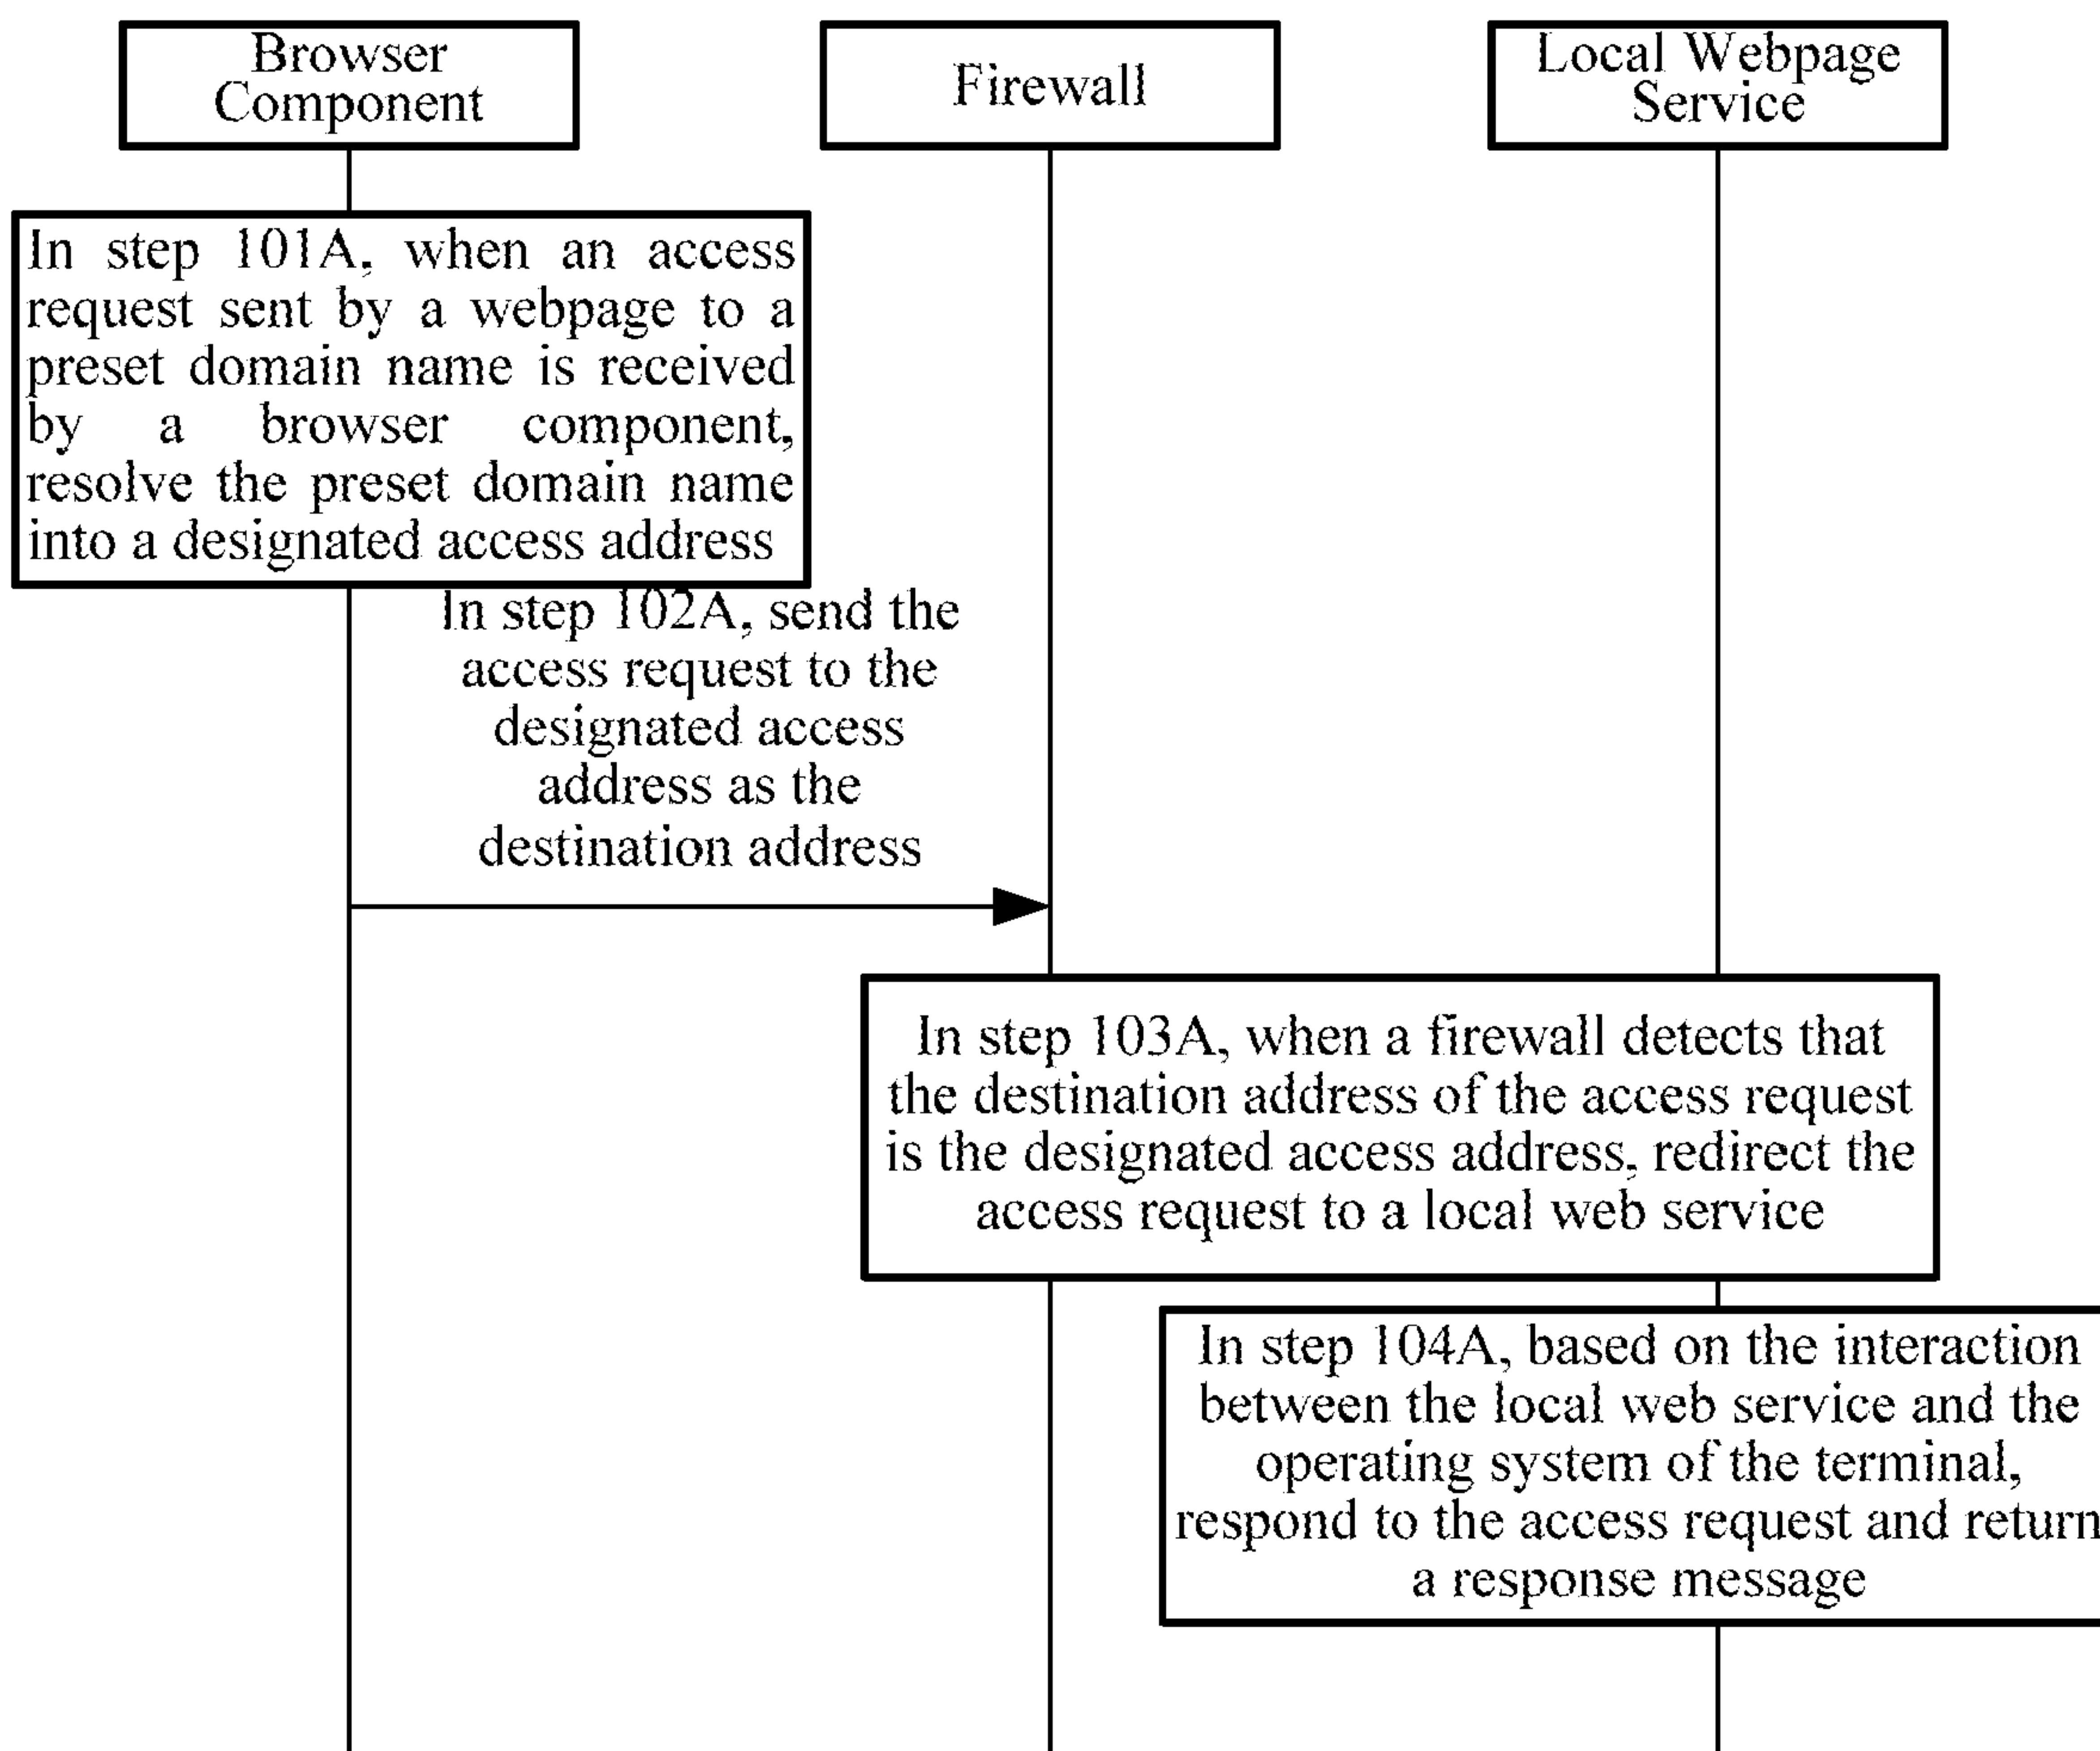 Browser
Component
Firewall
Local Webpage
Service
In step 101A, when an access
request sent by a webpage to a
preset domain name is received
by a browser component,
resolve the preset domain name
into a designated access address
In step 102A, send the
access request to the
designated access
address as the
destination address
In step 103A, when a firewall detects that
the destination address of the access request
is the designated access address, redirect the
access request to a local web service
In step 104A, based on the interaction
between the local web service and the
operating system of the terminal,
respond to the access request and return
a response message